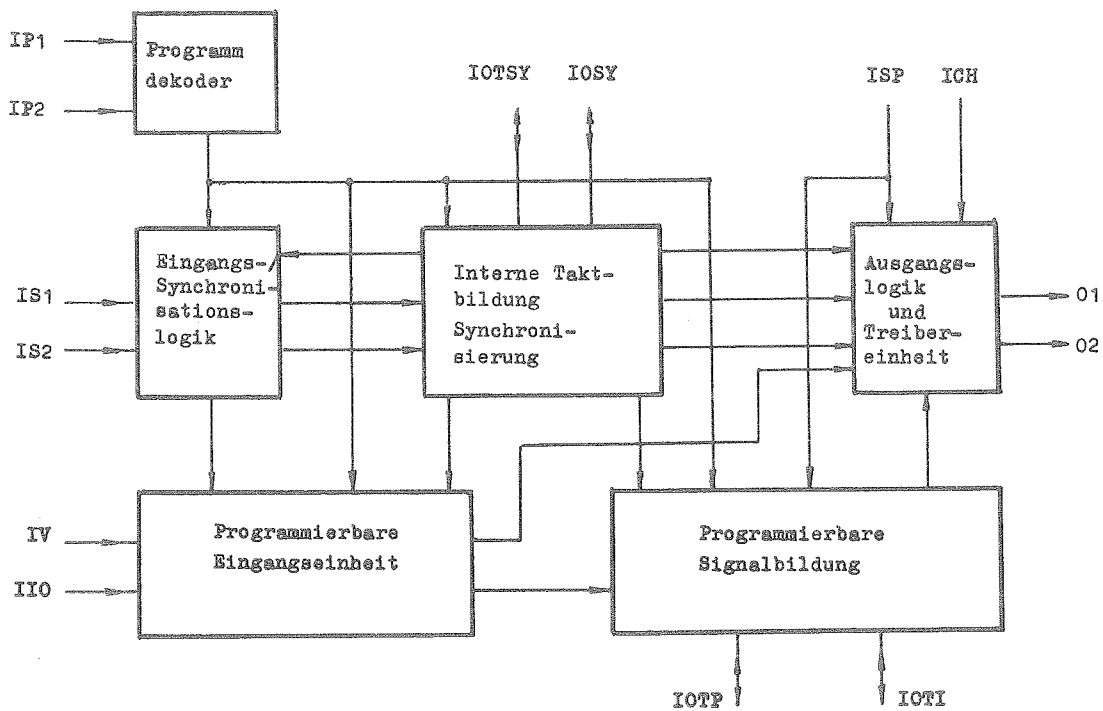 IP1
Programm
dekoder
IP2
IOTSY
IOSY
ISP
ICH
Eingangs-/
Synchroni-
sations-
logik
IS1
IS2
Interne Takt-
bildung
Synchroni-
sierung
Ausgangs-
logik
und
Treiber-
einheit
O1
O2
IV
IIO
Programmierbare
Eingangseinheit
Programmierbare
Signalbildung
IOTP
IOTI